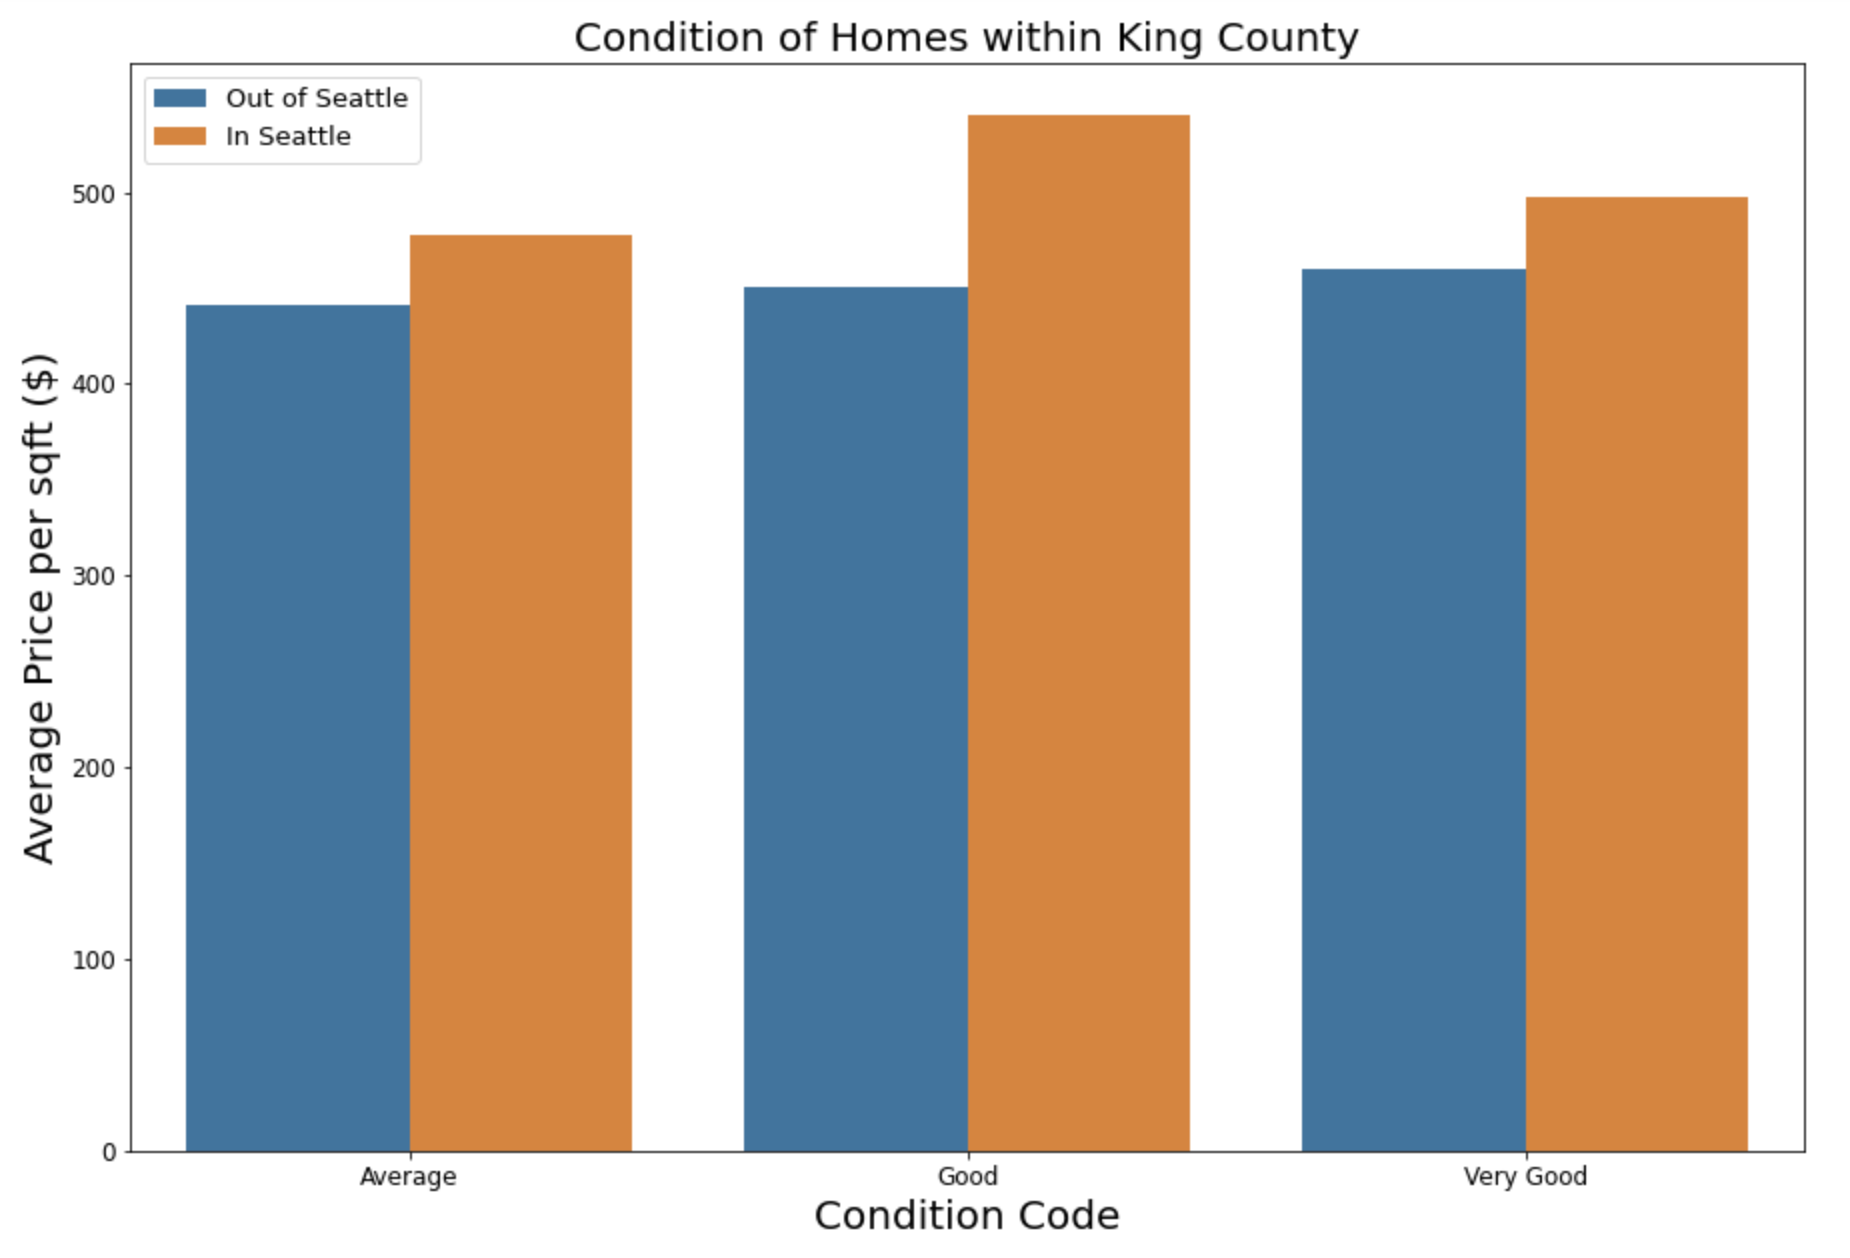 Condition of Homes within King County
Out of Seattle
In Seattle
Average Price per sqft ($)
500
400
300
200
100
0
Average
Good
Very Good
Condition Code